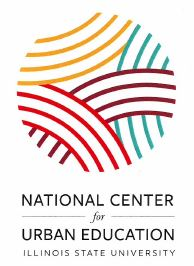 NATIONAL CENTER
for
URBAN EDUCATION
ILLINOIS STATE UNIVERSITY